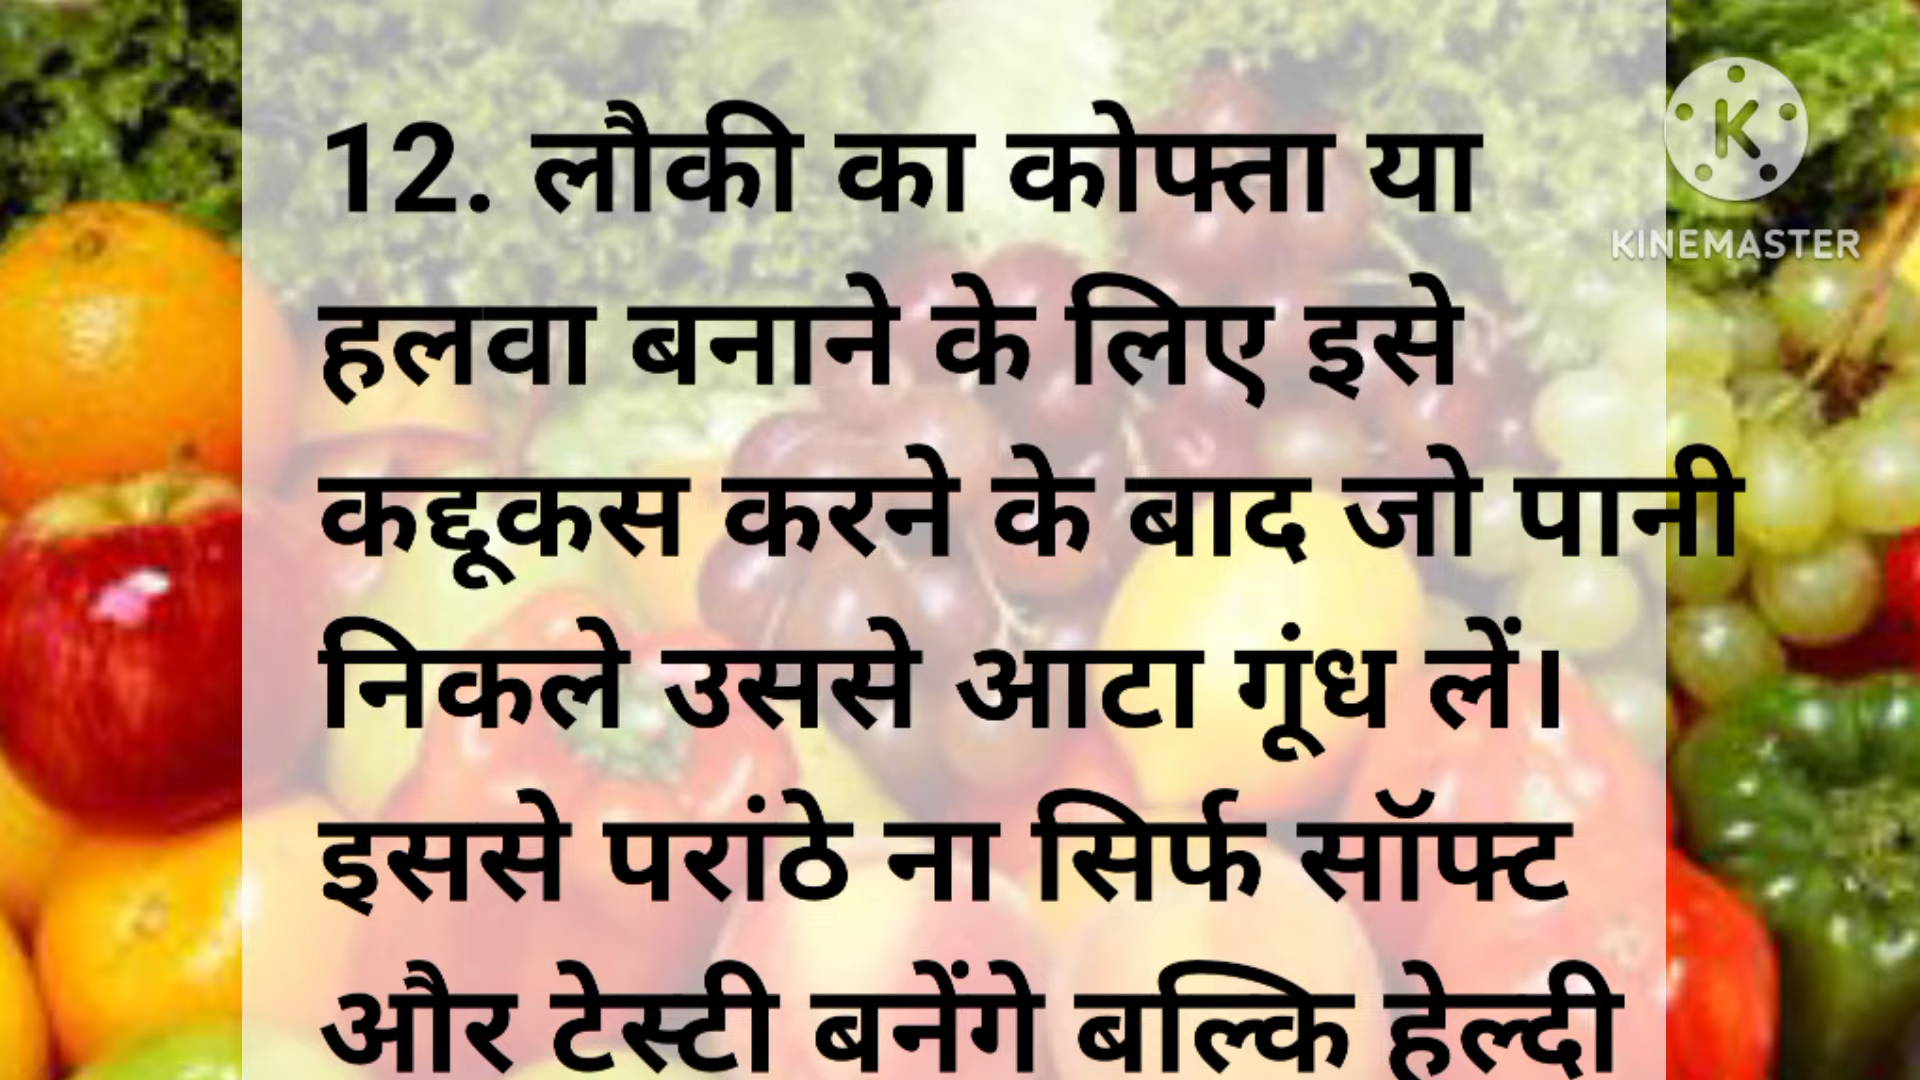 12. लौकी का कोफ्ता या
हलवा बनाने के लिए इसे
कद्दूकस करने के बाद जो पानी
निकले उससे आटा गूंध लें।
इससे परांठे ना सिर्फ सॉफ्ट
और टेस्टी बनेंगे बल्कि हेल्दी
K
KINEMASTER